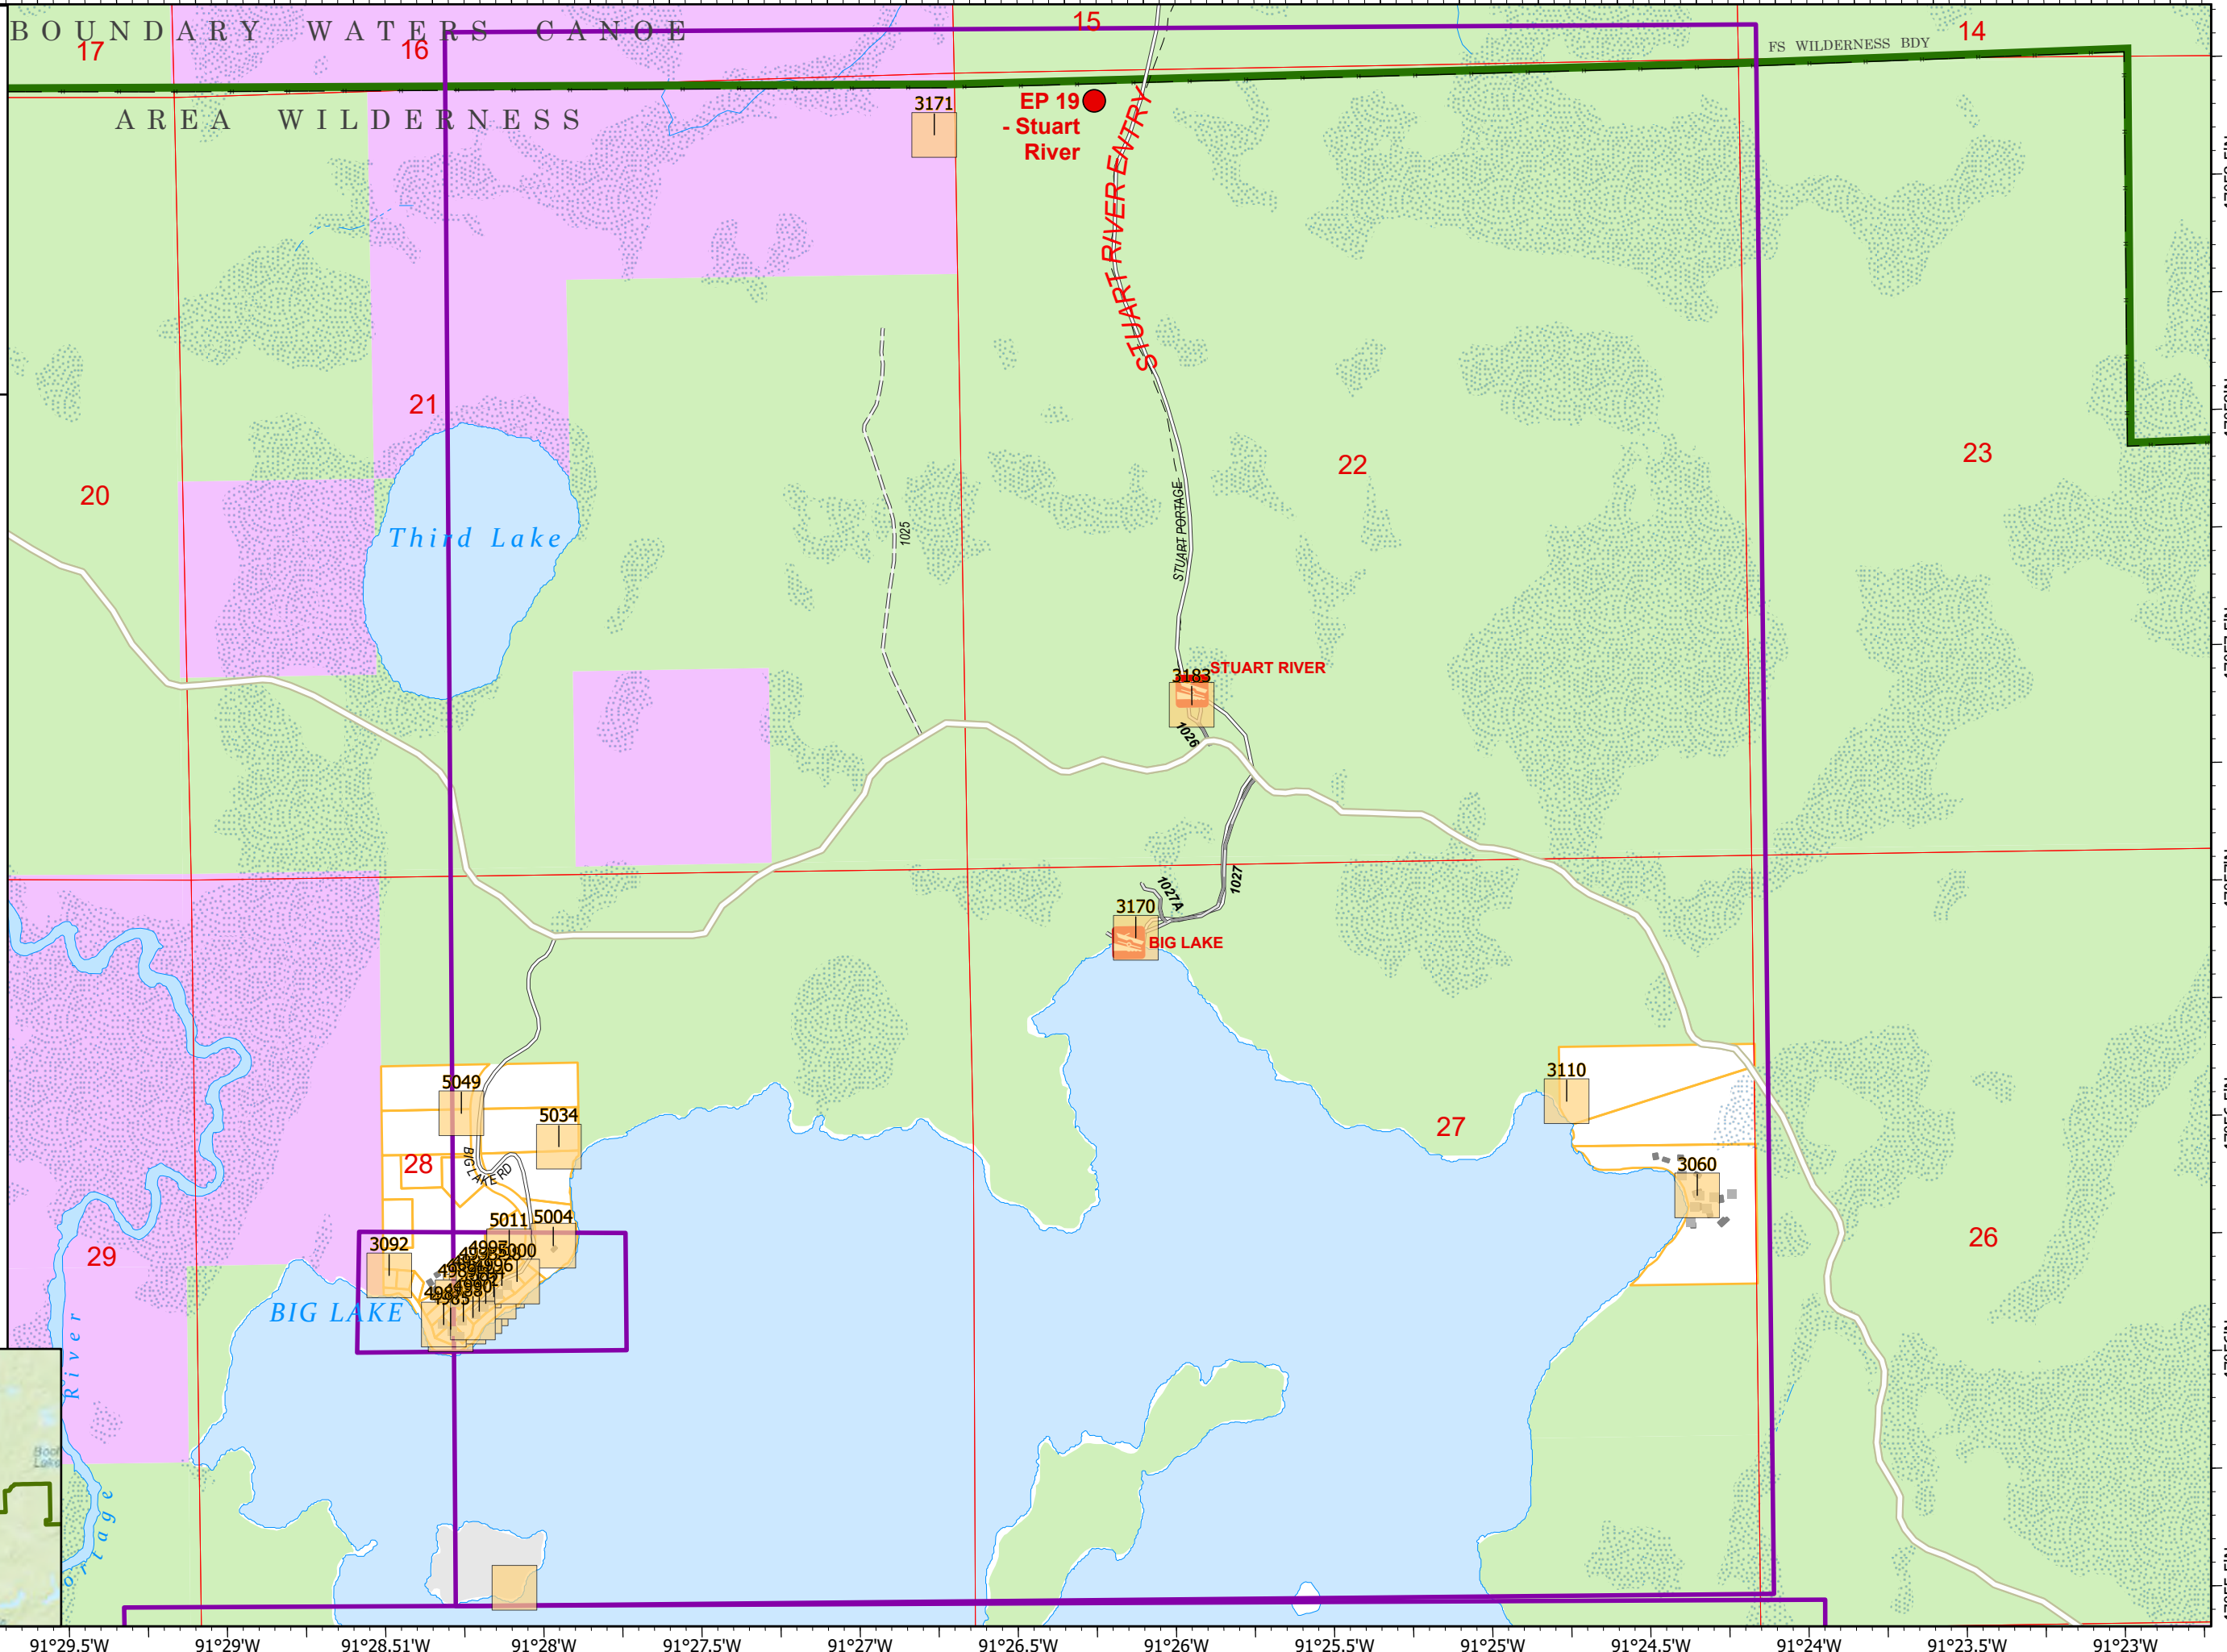 BOUNDARY WATERS CANOE
AREA WILDERNESS
17
16
15
14
FS WILDERNESS BDY
3171
EP 19
- Stuart
River
STUART RIVER ENTRY
21
20
22
23
Third Lake
1025
STUART PORTAGE
3183
STUART RIVER
1026
1027
1027A
3170
BIG LAKE
5049
5034
3110
27
28
BIG LAKE RD
3060
5011
5004
3092
29
26
BIG LAKE
River
91°29.5'W
91°29'W
91°28.51'W
91°28'W
91°27.5'W
91°27'W
91°26.5'W
91°26'W
91°25.5'W
91°25'W
91°24.5'W
91°24'W
91°23.5'W
91°23'W